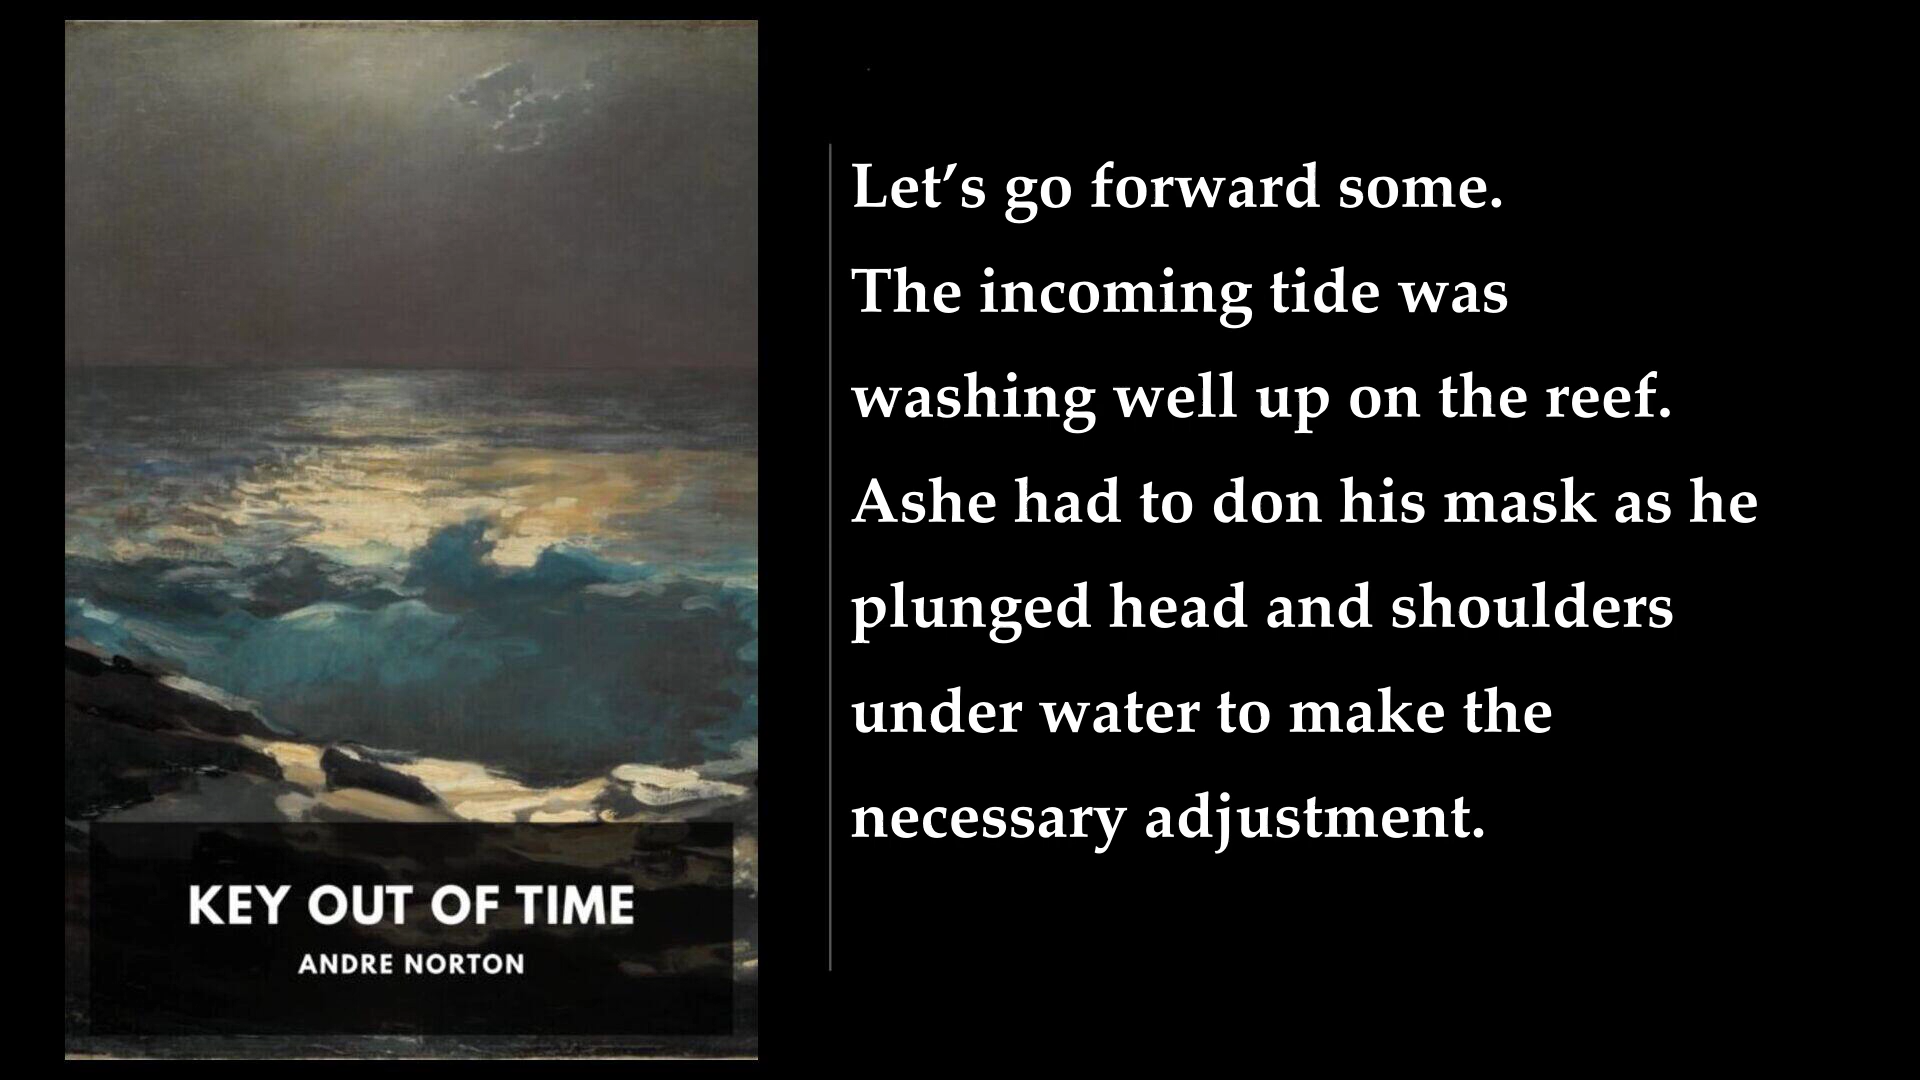 Let’s go forward some.
The incoming tide was
washing well up on the reef.
Ashe had to don his mask as he
plunged head and shoulders
under water to make the
necessary adjustment.
KEY OUT OF TIME
ANDRE NORTON